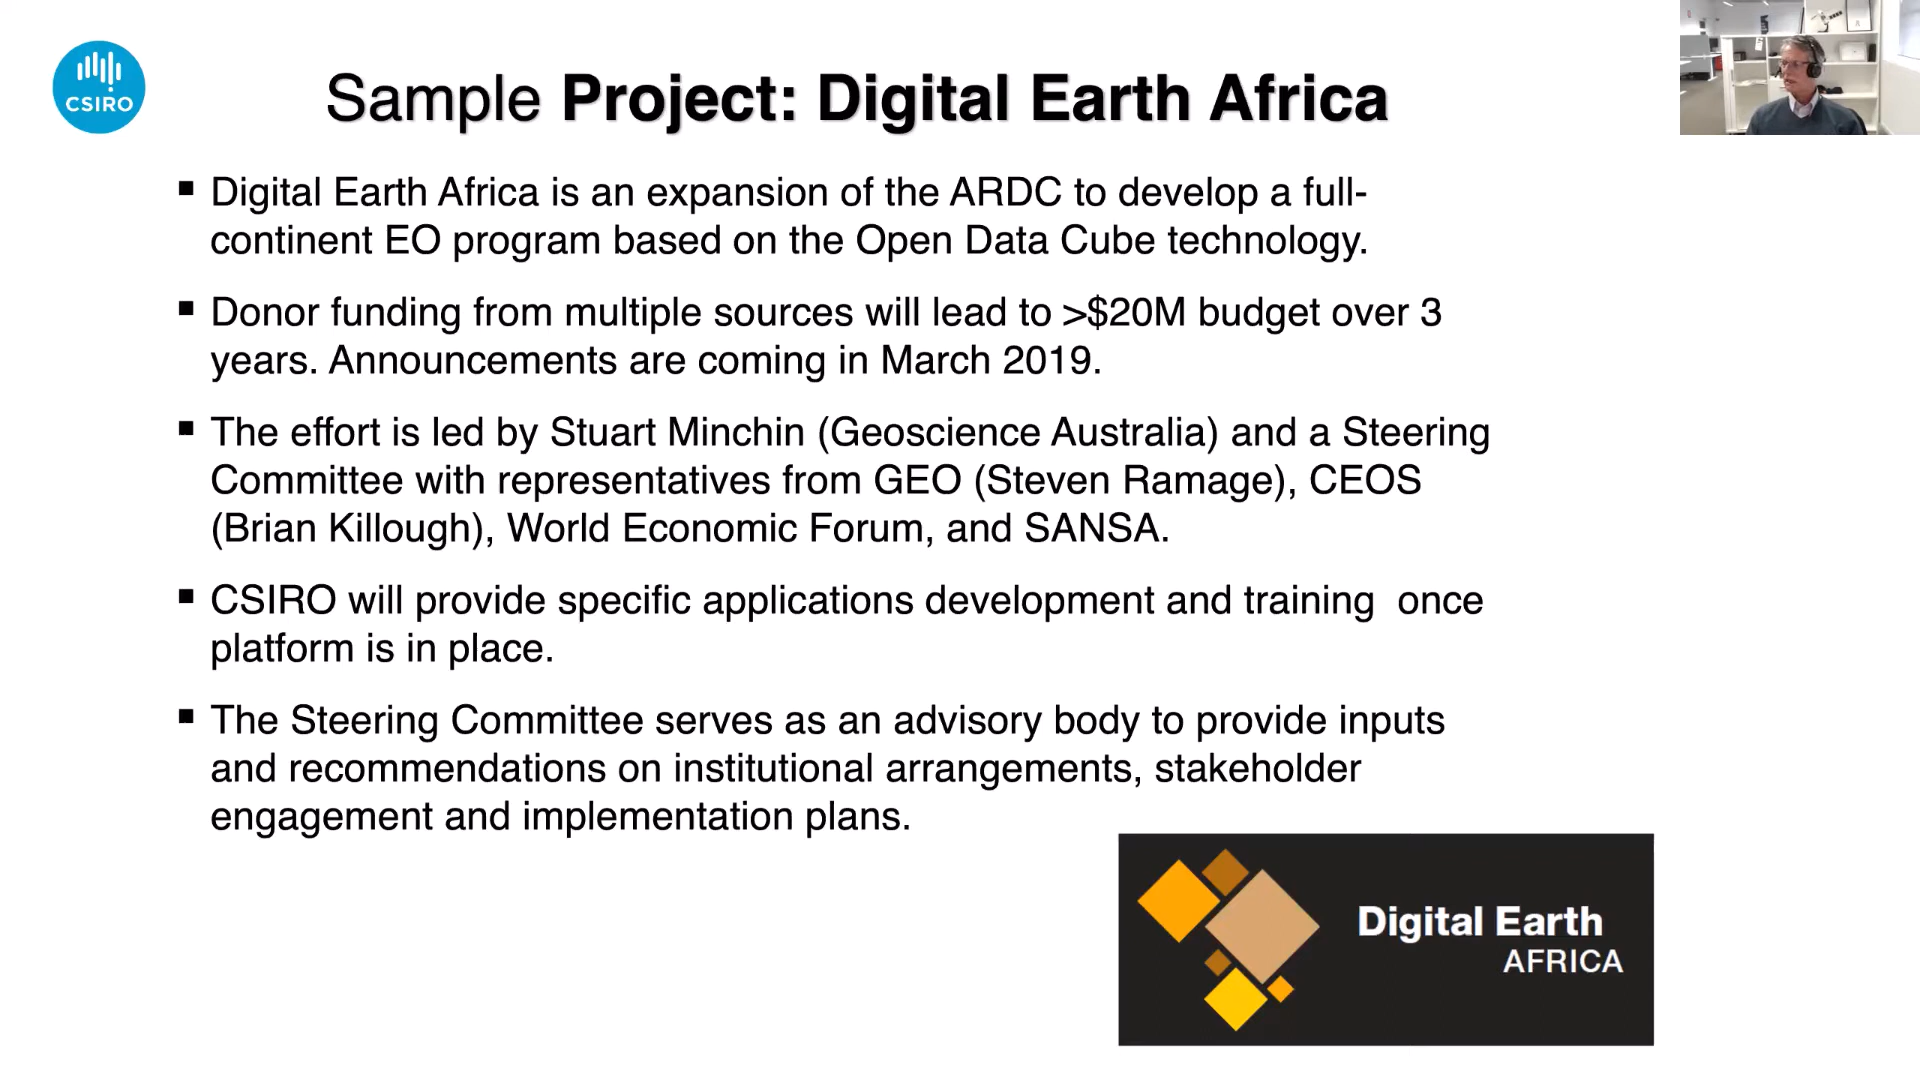 CSIRO
Sample Project: Digital Earth Africa
▪ Digital Earth Africa is an expansion of the ARDC to develop a full-
continent EO program based on the Open Data Cube technology.
▪ Donor funding from multiple sources will lead to >$20M budget over 3
years. Announcements are coming in March 2019.
▪ The effort is led by Stuart Minchin (Geoscience Australia) and a Steering
Committee with representatives from GEO (Steven Ramage), CEOS
(Brian Killough), World Economic Forum, and SANSA.
▪ CSIRO will provide specific applications development and training  once
platform is in place.
▪ The Steering Committee serves as an advisory body to provide inputs
and recommendations on institutional arrangements, stakeholder
engagement and implementation plans.
Digital Earth
AFRICA